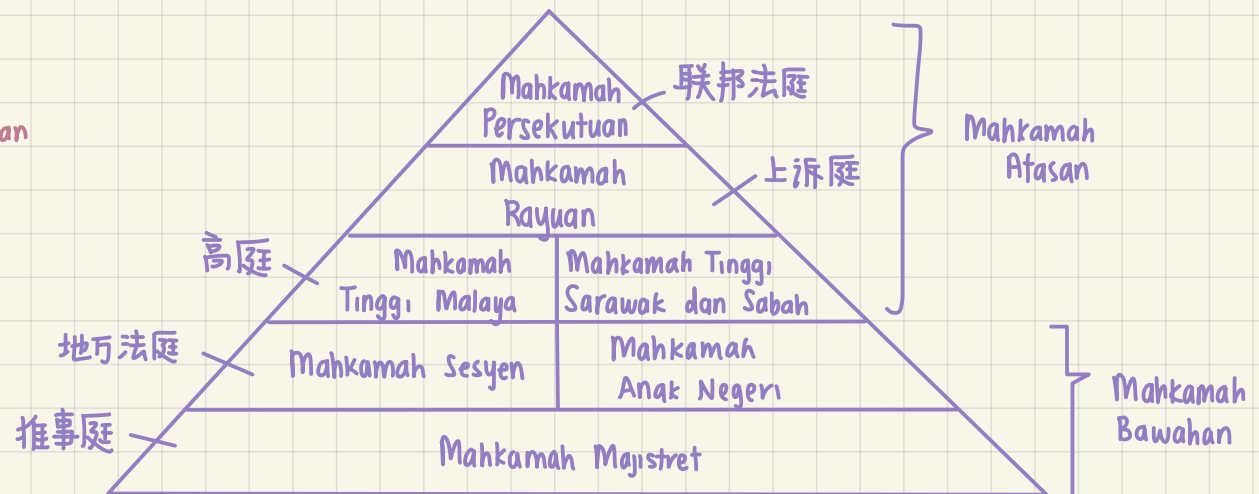 an
Mahkamah
Persekutuan
联邦法庭
Mahkamah
Atasan
Mahkamah
Rayuan
上诉庭
高庭
Mahkamah
Tinggi Malaya
Mahkamah Tinggi
Sarawak dan Sabah
地方法庭
Mahkamah Sesyen
Mahkamah
Anak Negeri
Mahkamah
Bawahan
推事庭
Mahkamah Majistret